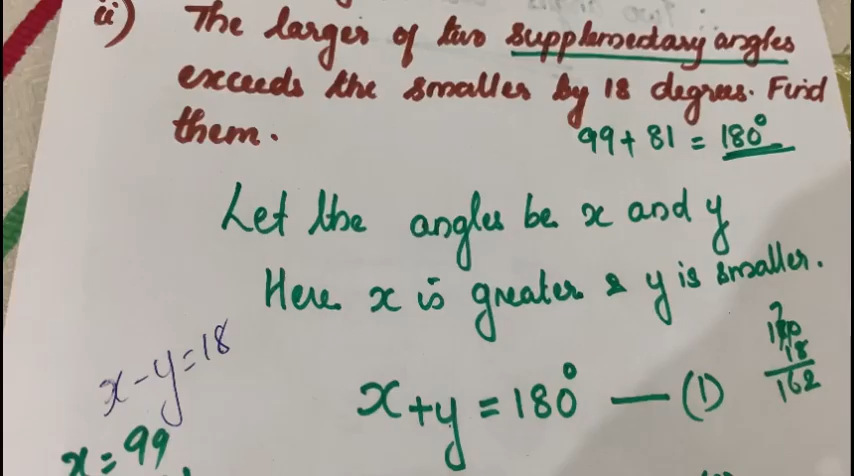 ii) The larger of two supplementary angles
exceeds the smaller by 18 degrees. Find
them.
99 + 81 = 180°
Let the angles be x and y
Here x is greater & y is smaller.
x - y = 18
180
18
162
x + y = 180° — (1)
x = 99